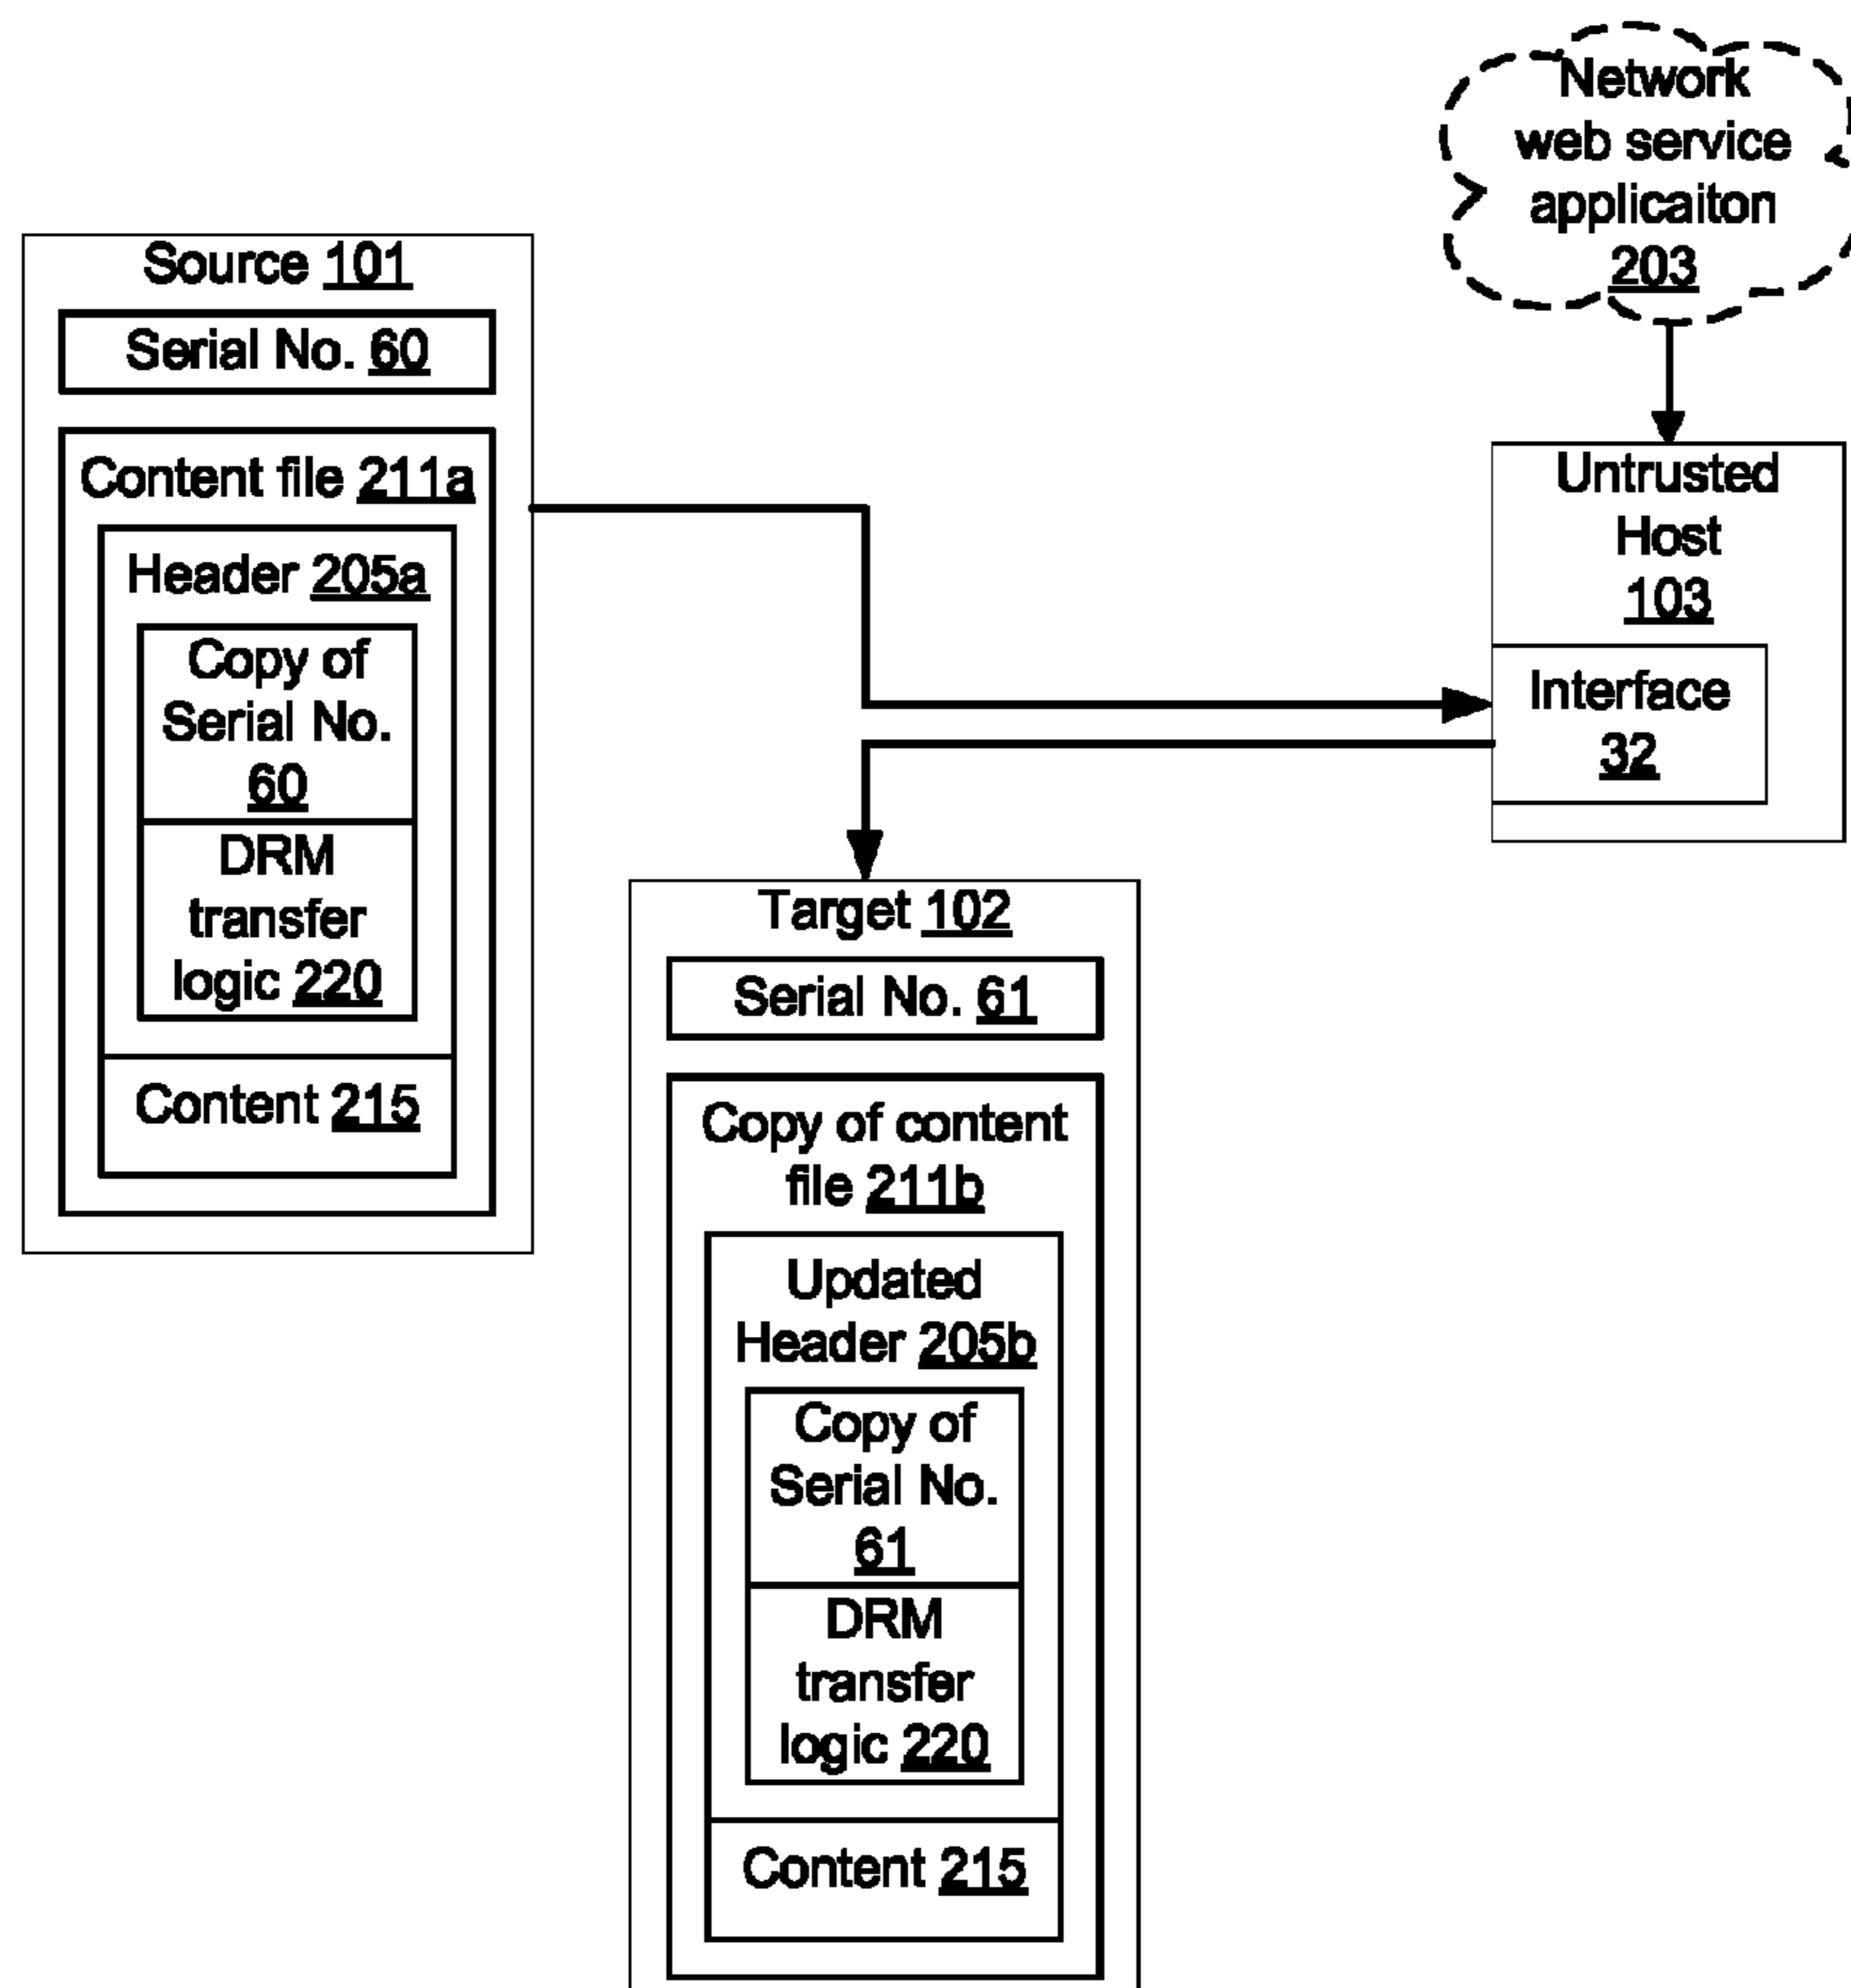 Network
web service
applicaiton
203
Source 101
Serial No. 60
Content file 211a
Header 205a
Copy of
Serial No.
60
DRM
transfer
logic 220
Content 215
Untrusted
Host
103
Interface
32
Target 102
Serial No. 61
Copy of content
file 211b
Updated
Header 205b
Copy of
Serial No.
61
DRM
transfer
logic 220
Content 215